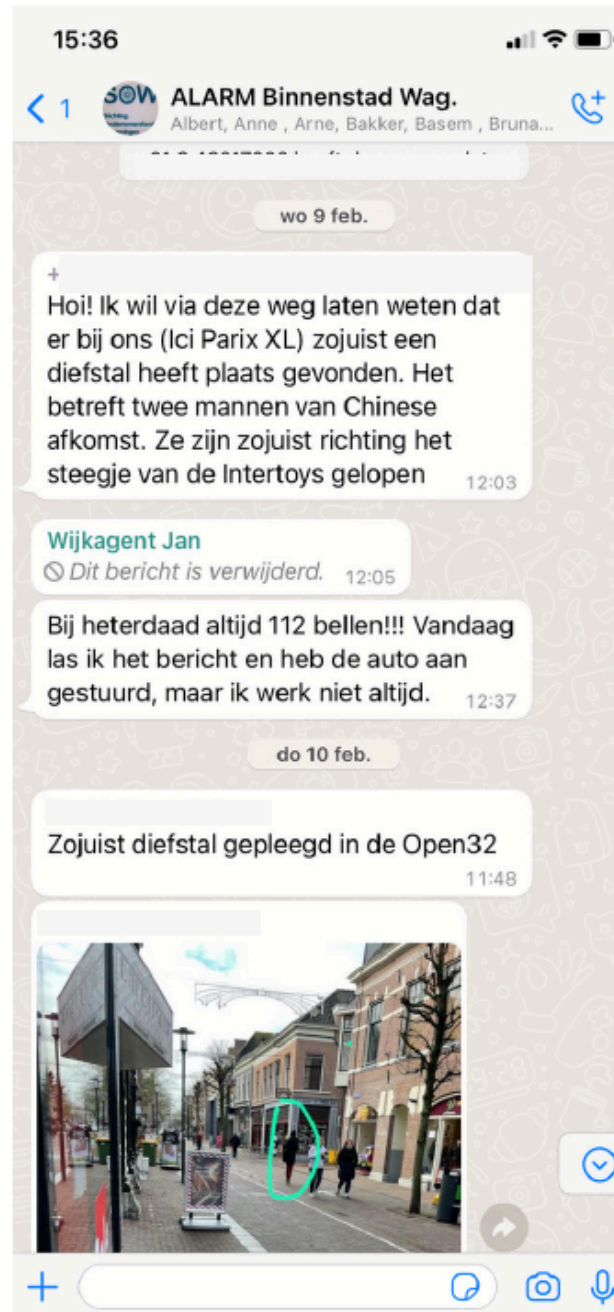 15:36
1
SOW
ALARM Binnenstad Wag.
Albert, Anne , Arne, Bakker, Basem , Bruna...
wo 9 feb.
+
Hoi! Ik wil via deze weg laten weten dat
er bij ons (Ici Parix XL) zojuist een
diefstal heeft plaats gevonden. Het
betreft twee mannen van Chinese
afkomst. Ze zijn zojuist richting het
steegje van de Intertoys gelopen
12:03
Wijkagent Jan
Dit bericht is verwijderd. 12:05
Bij heterdaad altijd 112 bellen!!! Vandaag
las ik het bericht en heb de auto aan
gestuurd, maar ik werk niet altijd.
12:37
do 10 feb.
Zojuist diefstal gepleegd in de Open32
11:48